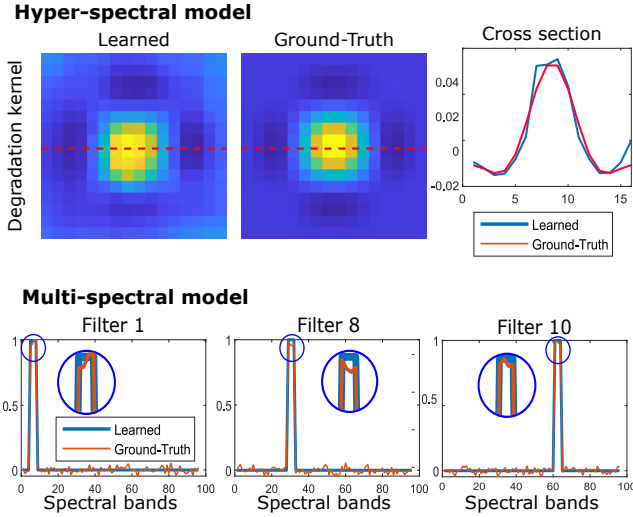 Hyper-spectral model
Learned
Ground-Truth
Cross section
Degradation kernel
0.04
0
-0.02
0 5 10 15
Learned
Ground-Truth
Multi-spectral model
Filter 1
Filter 8
Filter 10
1
0.5
0
0 20 40 60 80 100
Spectral bands
Learned
Ground-Truth
1
0.5
0
0 20 40 60 80 100
Spectral bands
1
0.5
0
0 20 40 60 80 100
Spectral bands